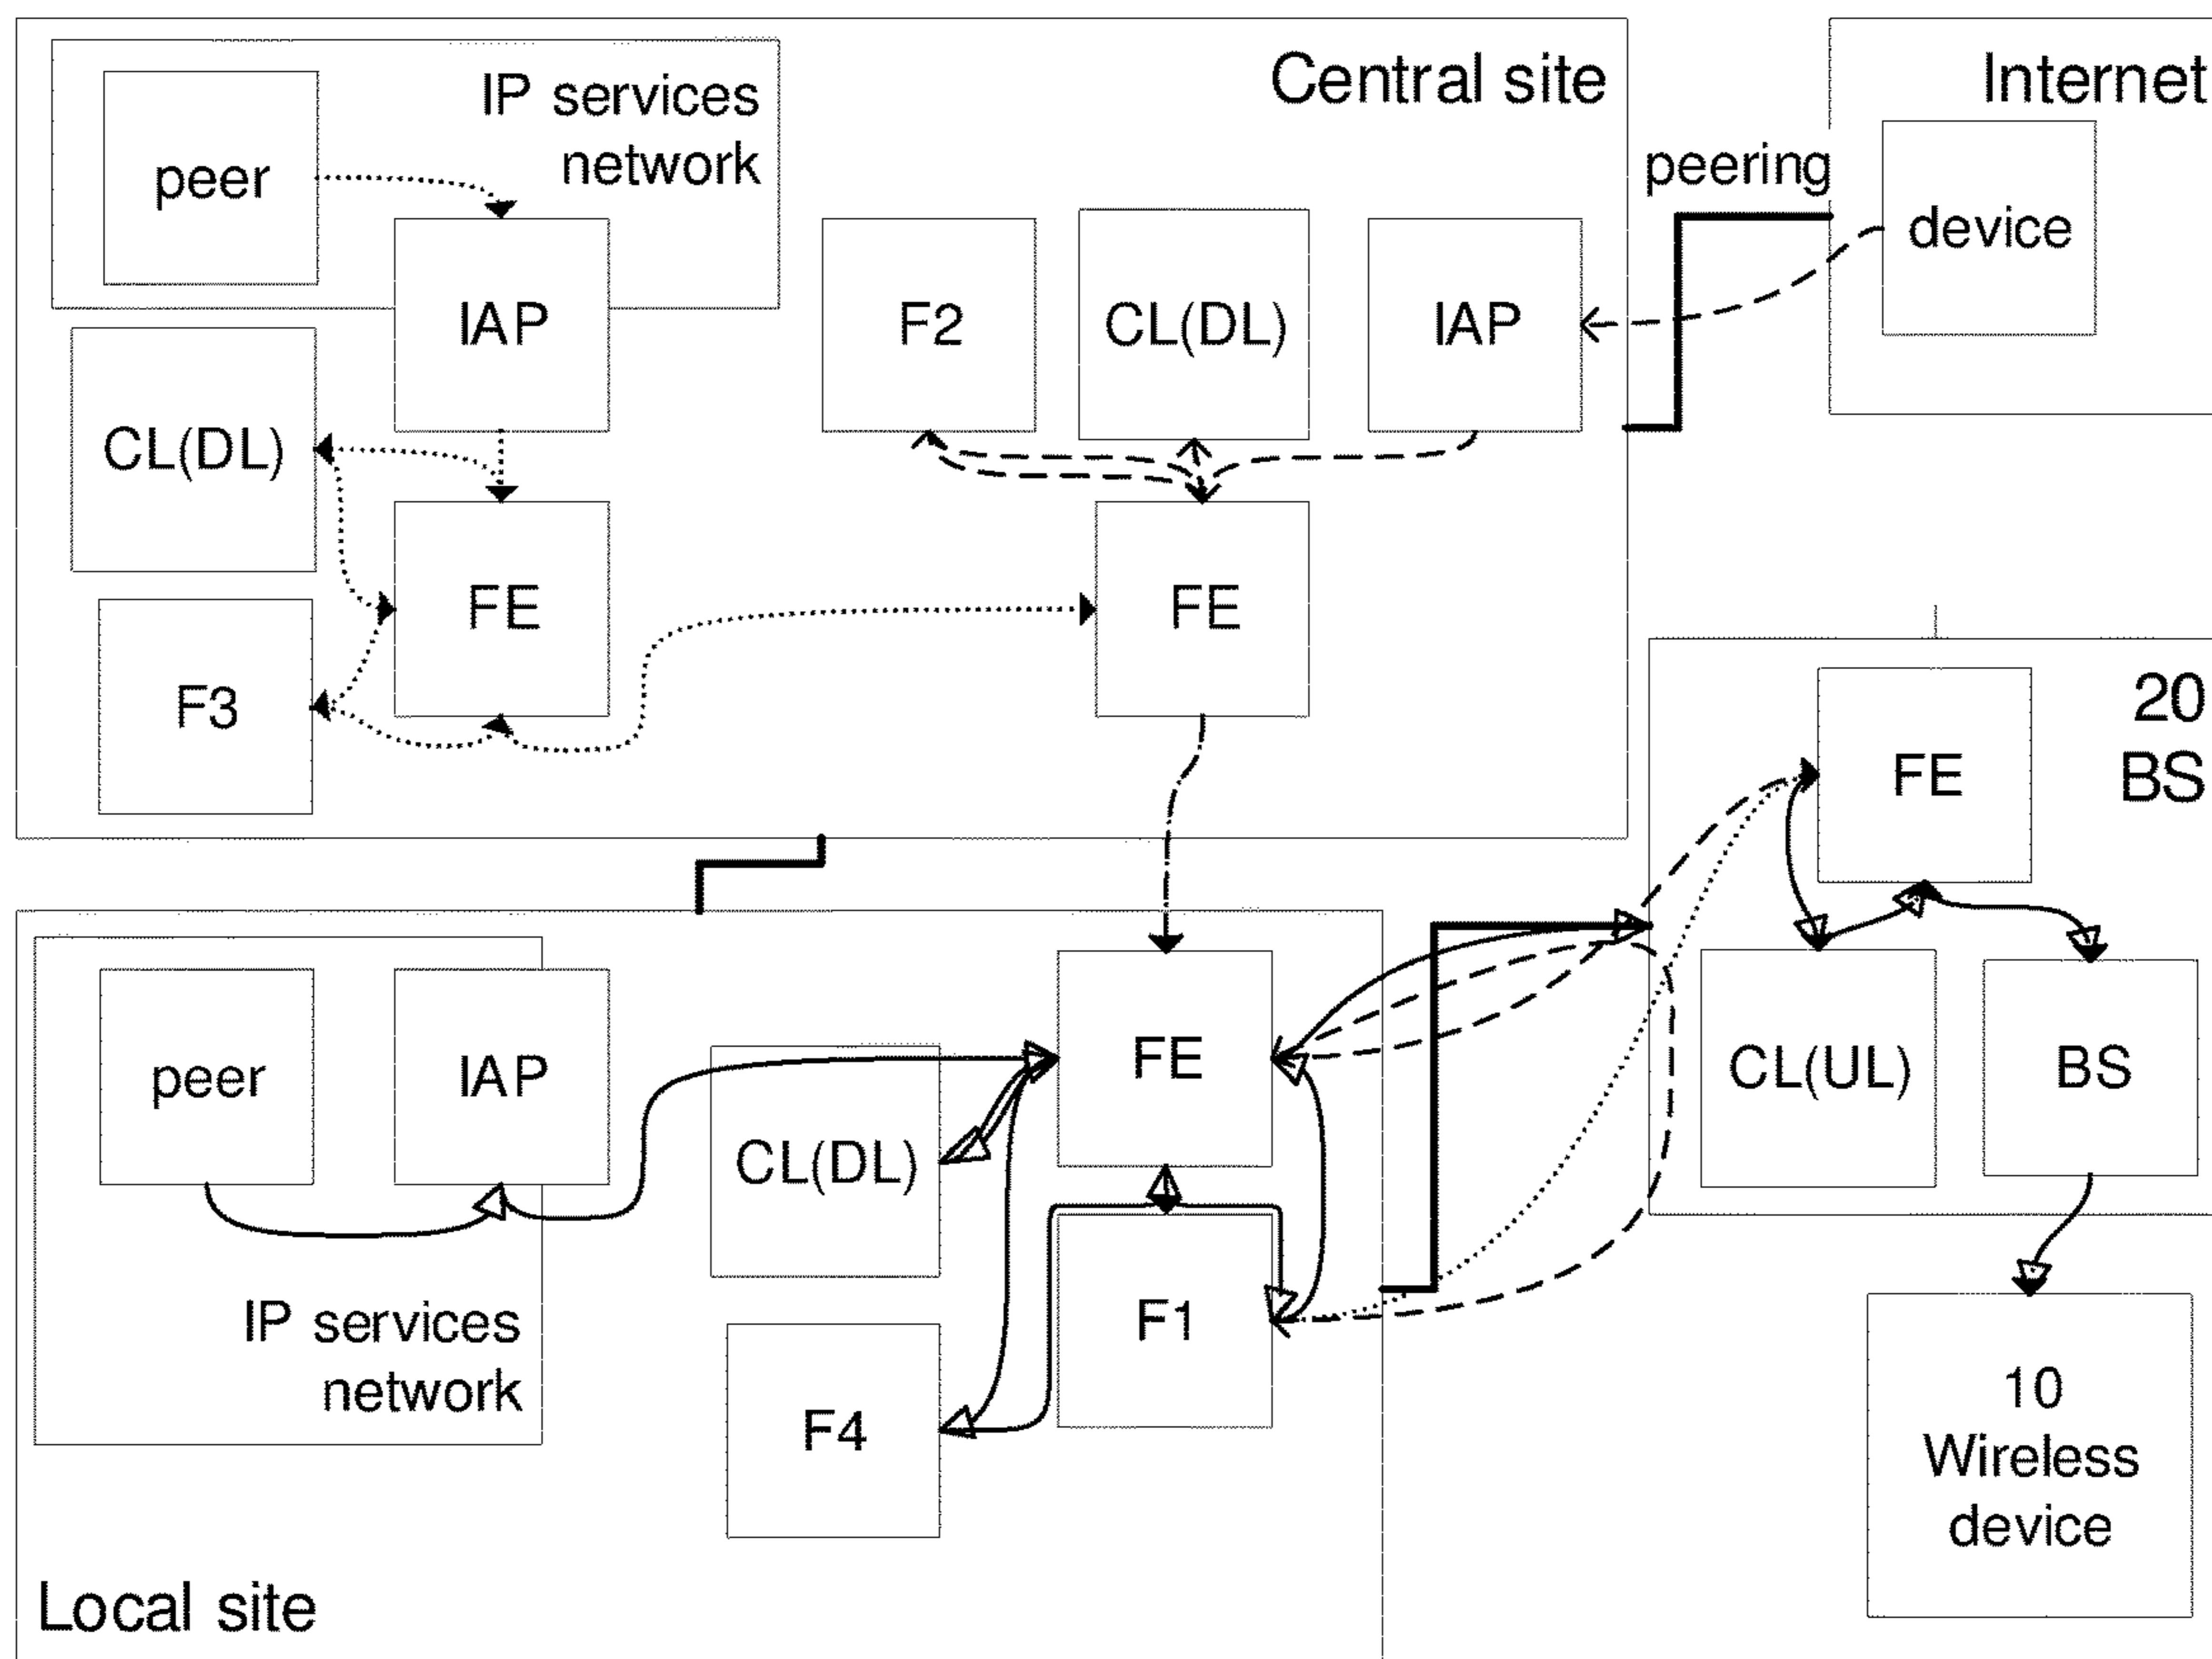 IP services
network
peer
IAP
CL(DL)
FE
F3
Central site
F2
CL(DL)
IAP
FE
peering
Internet
device
20
BS
FE
CL(UL)
BS
10
Wireless
device
peer
IAP
IP services
network
CL(DL)
FE
F1
F4
Local site